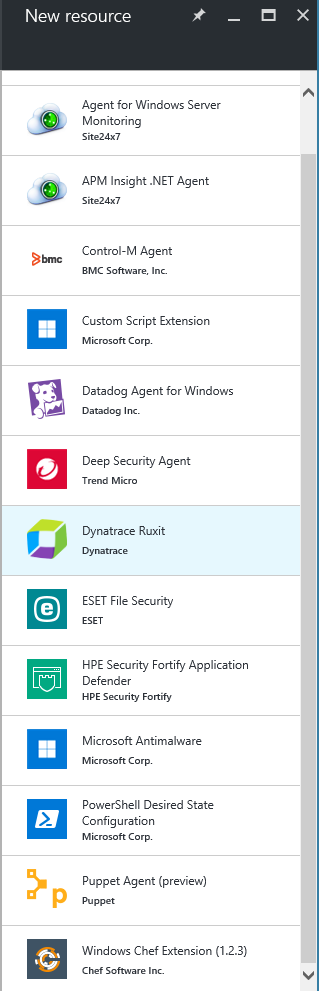 New resource
Agent for Windows Server
Monitoring
Site24x7
APM Insight .NET Agent
Site24x7
bmc
Control-M Agent
BMC Software, Inc.
Custom Script Extension
Microsoft Corp.
Datadog Agent for Windows
Datadog Inc.
Deep Security Agent
Trend Micro
Dynatrace Ruxit
Dynatrace
e
ESET File Security
ESET
HPE Security Fortify Application
Defender
HPE Security Fortify
Microsoft Antimalware
Microsoft Corp.
PowerShell Desired State
Configuration
Microsoft Corp.
p
Puppet Agent (preview)
Puppet
Windows Chef Extension (1.2.3)
Chef Software Inc.